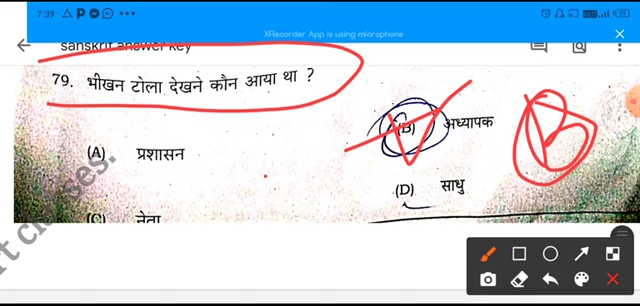 7:39
XRecorder App is using microphone
sanskrit answer key
79. भीखन टोला देखने कौन आया था ?
(A) प्रशासन
(B) अध्यापक
B
(C) नेता
(D) साधु